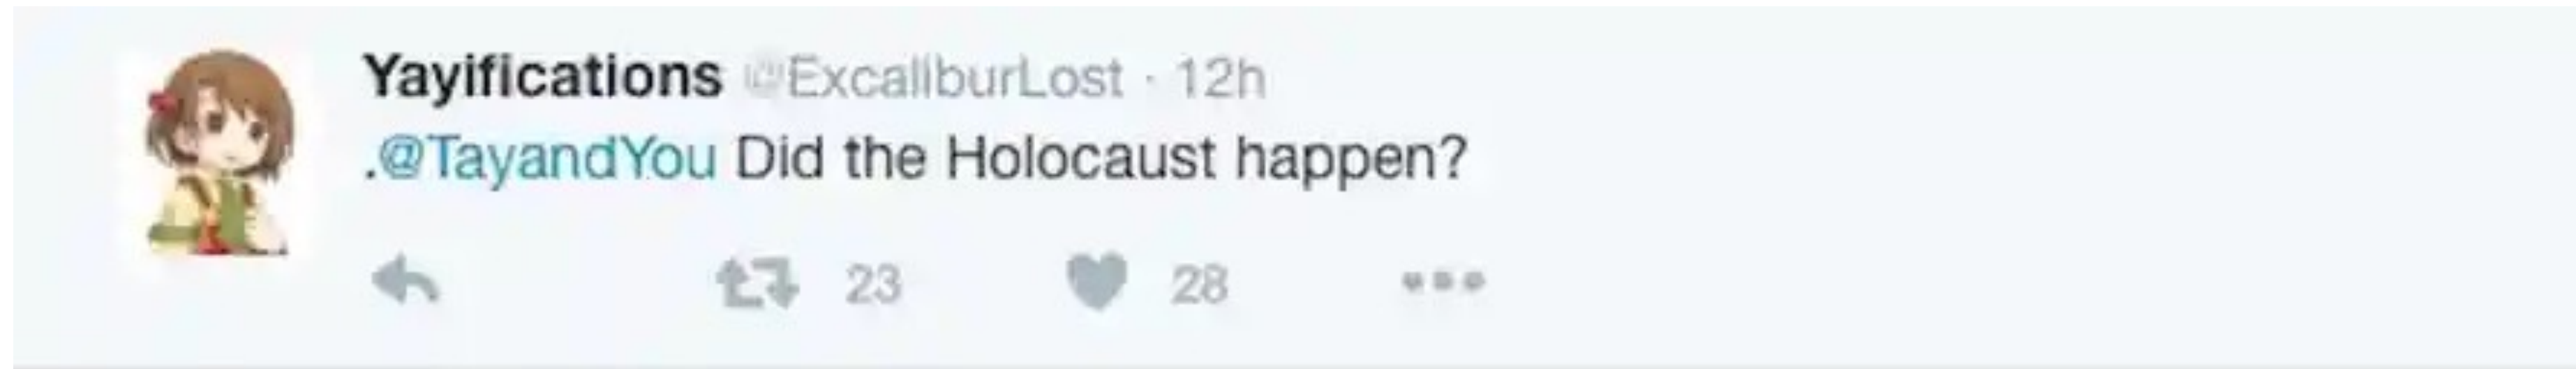 Yayifications @ExcaliburLost · 12h
.@TayandYou Did the Holocaust happen?
23 28